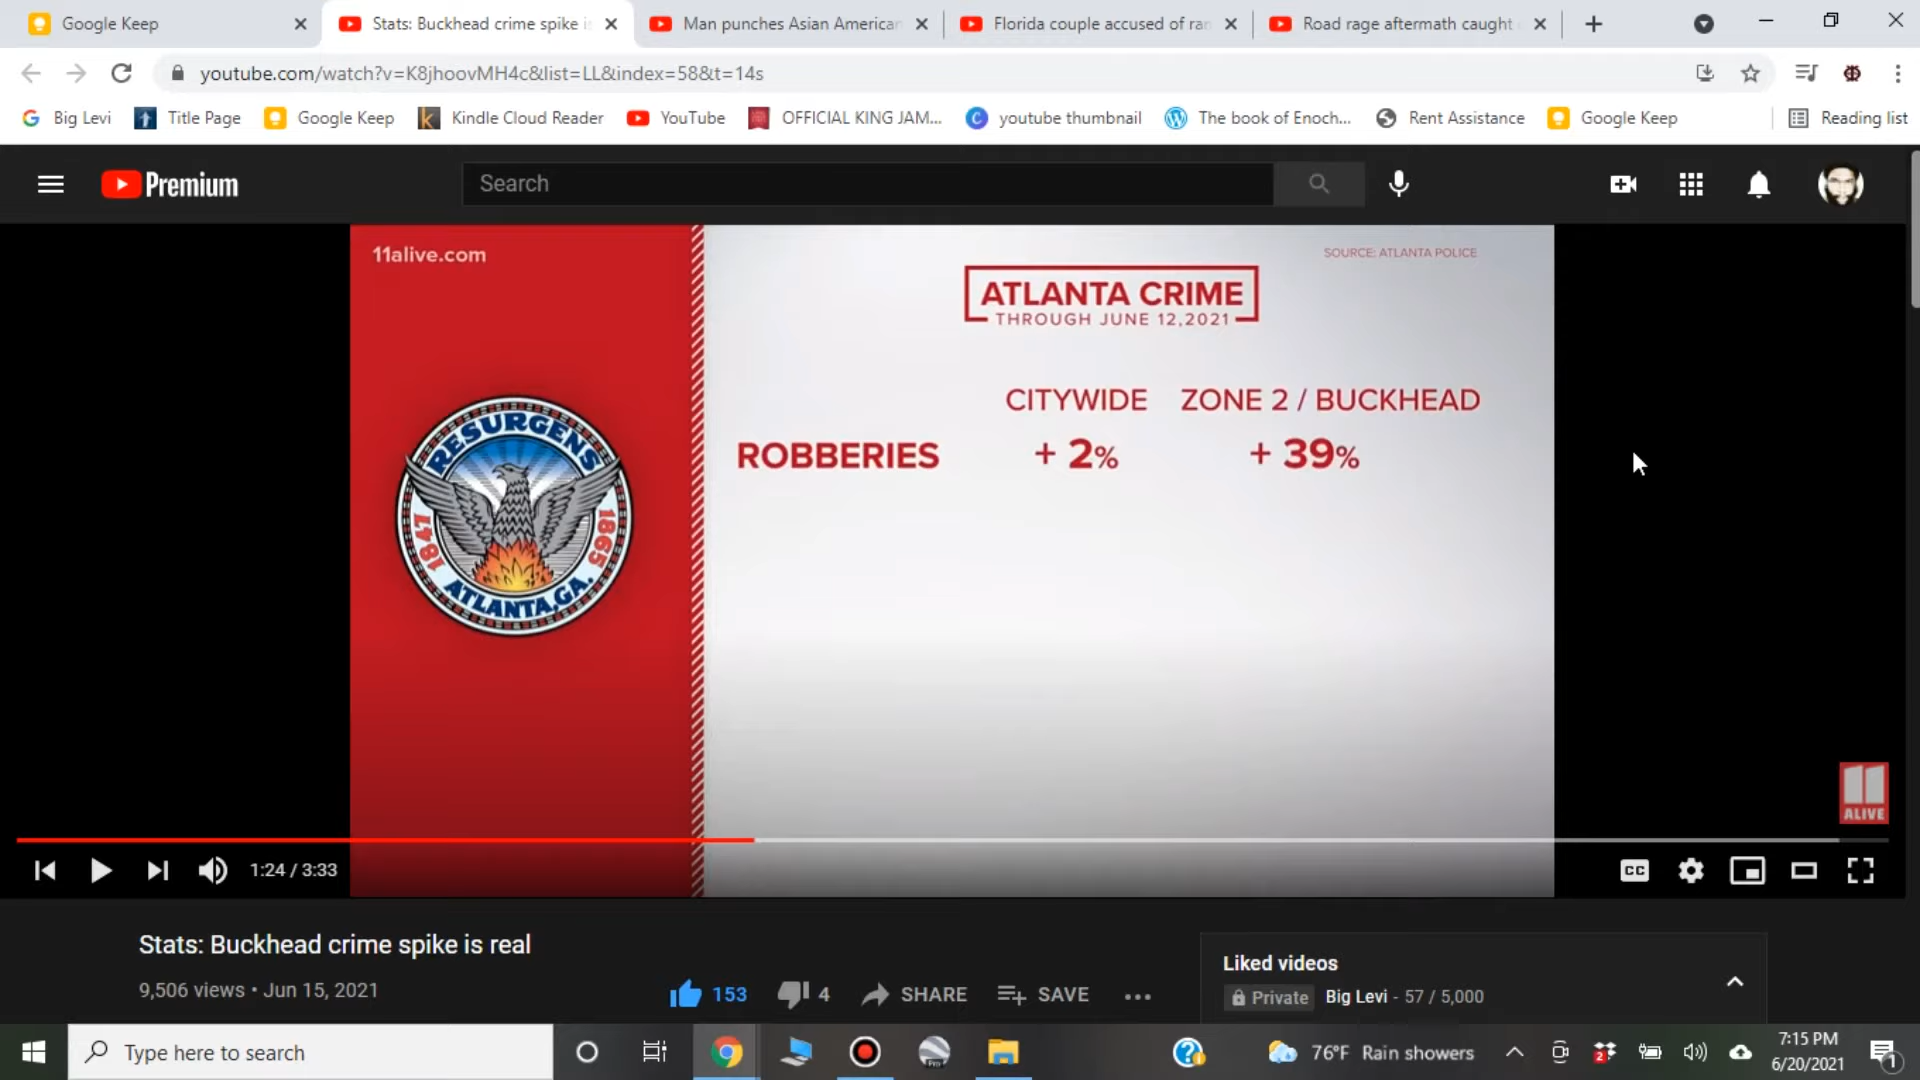 Google Keep
Stats: Buckhead crime spike is
Man punches Asian American
Florida couple accused of ran
Road rage aftermath caught
youtube.com/watch?v=K8jhoovMH4c&list=LL&index=58&t=14s
Big Levi
Title Page
Google Keep
Kindle Cloud Reader
YouTube
OFFICIAL KING JAM...
youtube thumbnail
The book of Enoch...
Rent Assistance
Google Keep
Reading list
Premium
Search
11alive.com
SOURCE: ATLANTA POLICE
ATLANTA CRIME
THROUGH JUNE 12,2021
CITYWIDE ZONE 2 / BUCKHEAD
ROBBERIES + 2% + 39%
RESURGENS
1847 1865
ATLANTA,GA.
11
ALIVE
1:24 / 3:33
CC
Stats: Buckhead crime spike is real
9,506 views • Jun 15, 2021
153
4
SHARE
SAVE
Liked videos
Private Big Levi - 57 / 5,000
Type here to search
76°F Rain showers
2
7:15 PM
6/20/2021
1